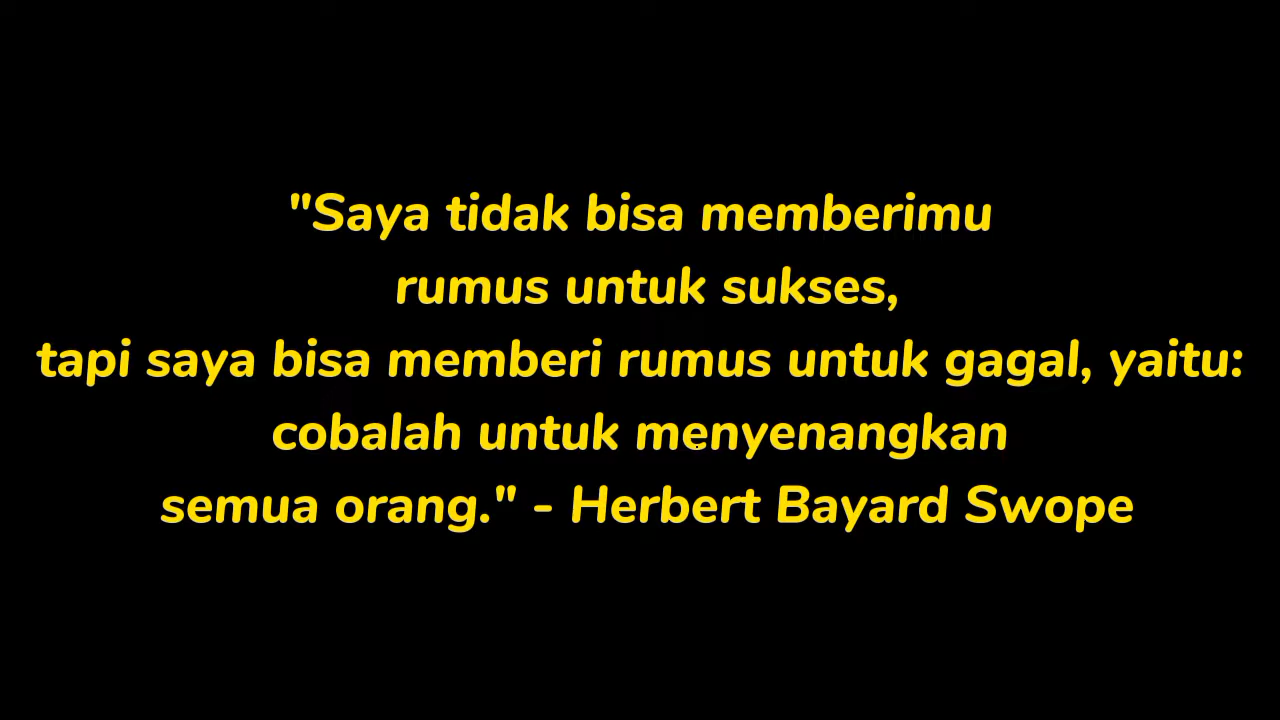 "Saya tidak bisa memberimu
rumus untuk sukses,
tapi saya bisa memberi rumus untuk gagal, yaitu:
cobalah untuk menyenangkan
semua orang." - Herbert Bayard Swope